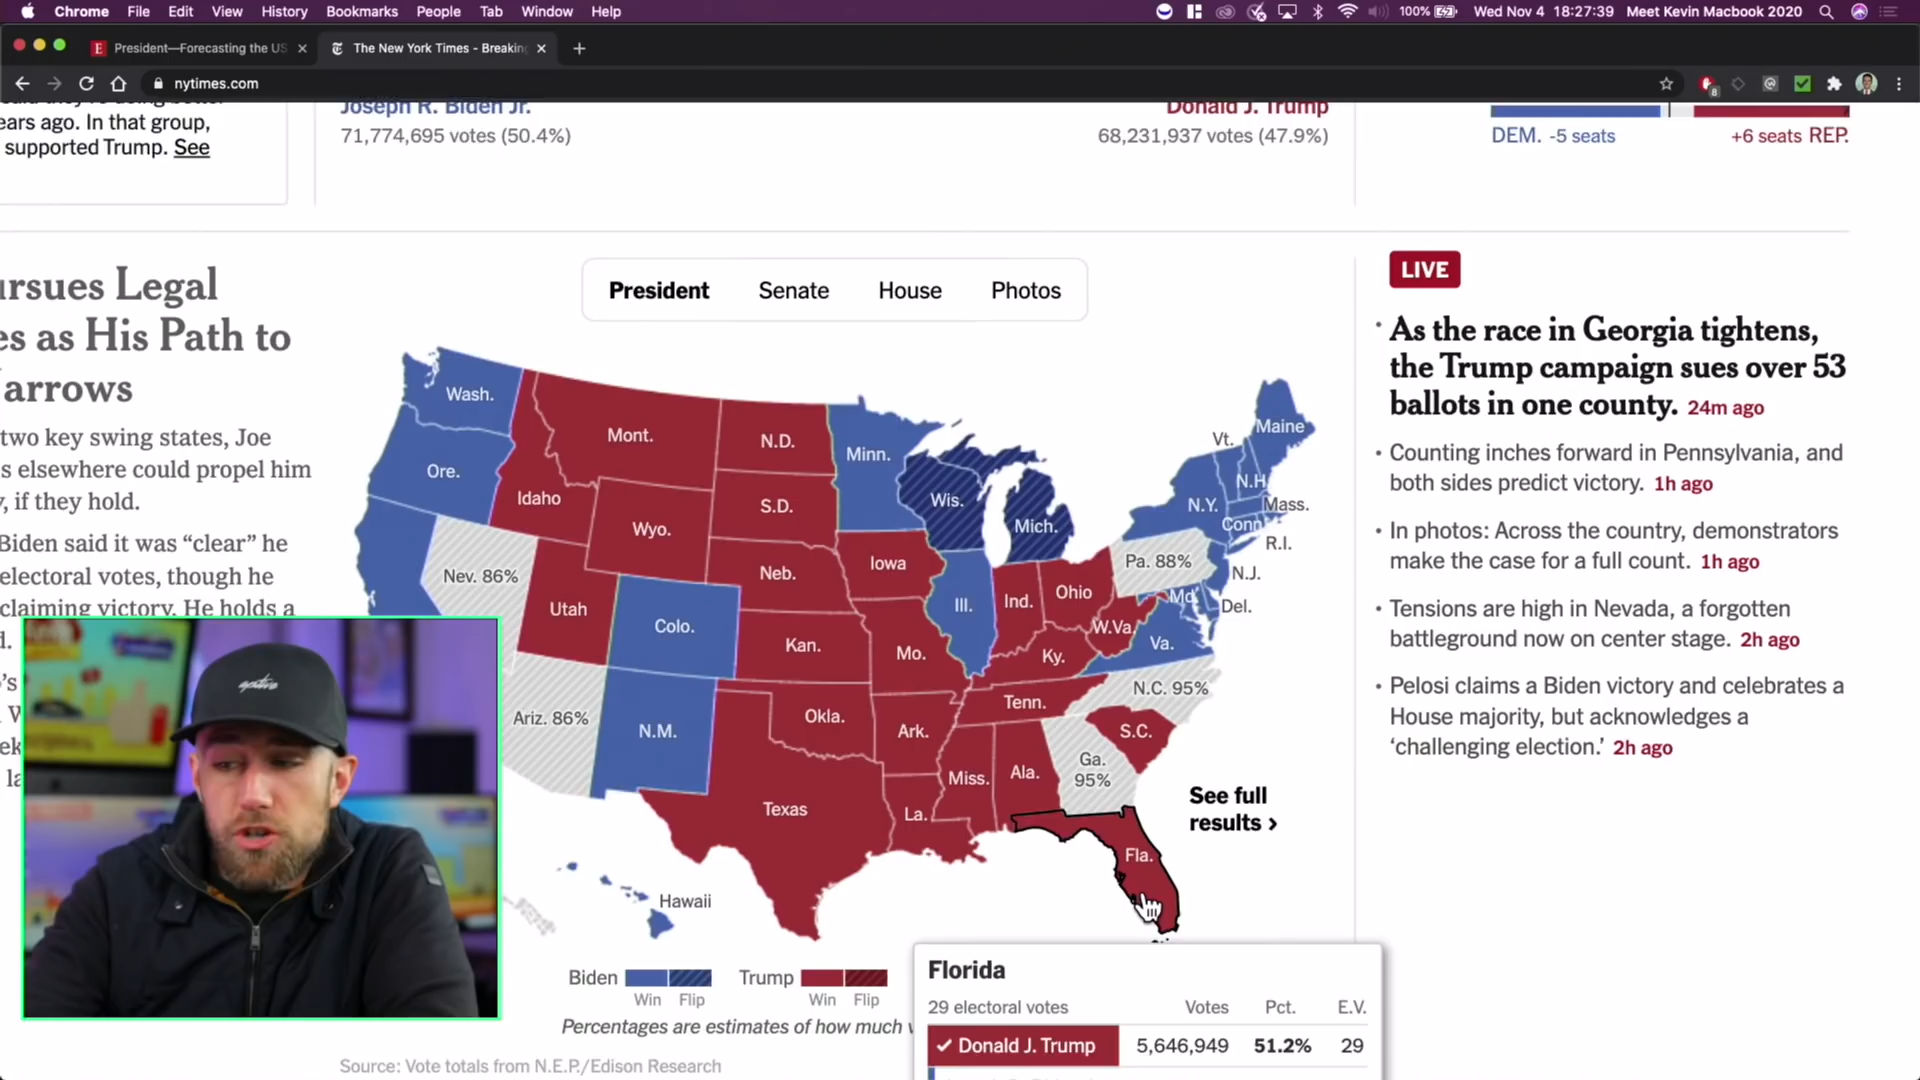 Chrome File Edit View History Bookmarks People Tab Window Help 100% Wed Nov 4 18:27:39 Meet Kevin Macbook 2020
President—Forecasting the US
The New York Times - Breakin
nytimes.com
8
ears ago. In that group,
supported Trump. See
Joseph R. Biden Jr.
71,774,695 votes (50.4%)
Donald J. Trump
68,231,937 votes (47.9%)
DEM. -5 seats
+6 seats REP.
ursues Legal
es as His Path to
arrows
two key swing states, Joe
s elsewhere could propel him
y, if they hold.
Biden said it was “clear” he
electoral votes, though he
claiming victory. He holds a
President Senate House Photos
Wash.
Ore.
Idaho
Mont.
Wyo.
N.D.
S.D.
Neb.
Minn.
Iowa
Wis.
Mich.
Nev. 86%
Utah
Colo.
Kan.
Mo.
Ill.
Ind.
Ohio
Pa. 88%
W.Va.
Va.
Ky.
Md.
Del.
N.J.
R.I.
Conn.
Mass.
N.H.
Vt.
Maine
N.Y.
Ariz. 86%
N.M.
Okla.
Ark.
Tenn.
N.C. 95%
S.C.
Ga.
95%
Ala.
Miss.
La.
Texas
Fla.
Hawaii
See full
results ›
Biden
Win Flip
Trump
Win Flip
Percentages are estimates of how much
Source: Vote totals from N.E.P./Edison Research
Florida
29 electoral votes Votes Pct. E.V.
✓ Donald J. Trump 5,646,949 51.2% 29
LIVE
• As the race in Georgia tightens,
the Trump campaign sues over 53
ballots in one county. 24m ago
• Counting inches forward in Pennsylvania, and
both sides predict victory. 1h ago
• In photos: Across the country, demonstrators
make the case for a full count. 1h ago
• Tensions are high in Nevada, a forgotten
battleground now on center stage. 2h ago
• Pelosi claims a Biden victory and celebrates a
House majority, but acknowledges a
‘challenging election.’ 2h ago